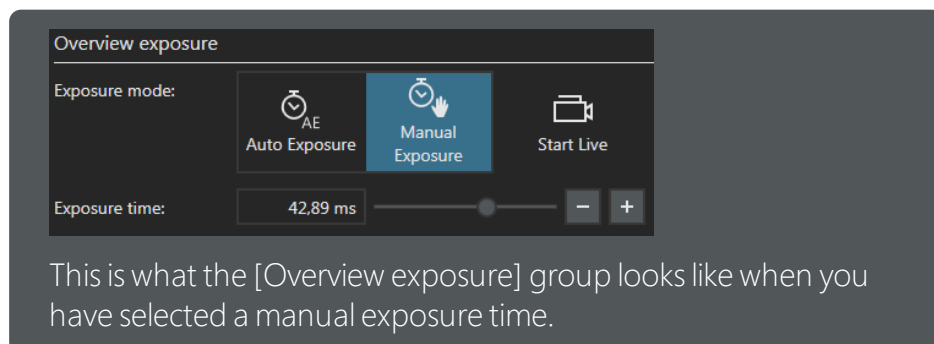 Overview exposure
Exposure mode:
AE
Auto Exposure
Manual
Exposure
Start Live
Exposure time:
42,89 ms
− +
This is what the [Overview exposure] group looks like when you
have selected a manual exposure time.